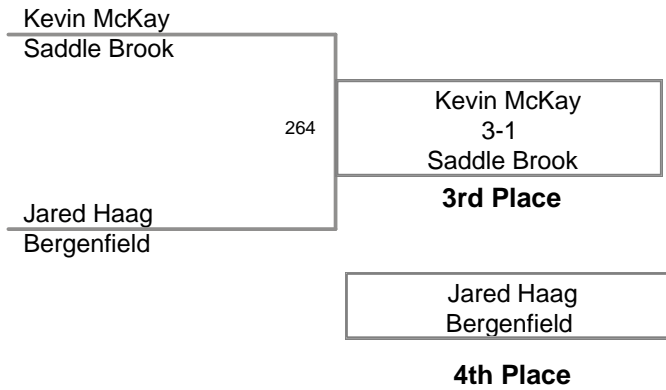 Kevin McKay
Saddle Brook
264
Kevin McKay
3-1
Saddle Brook
3rd Place
Jared Haag
Bergenfield
Jared Haag
Bergenfield
4th Place